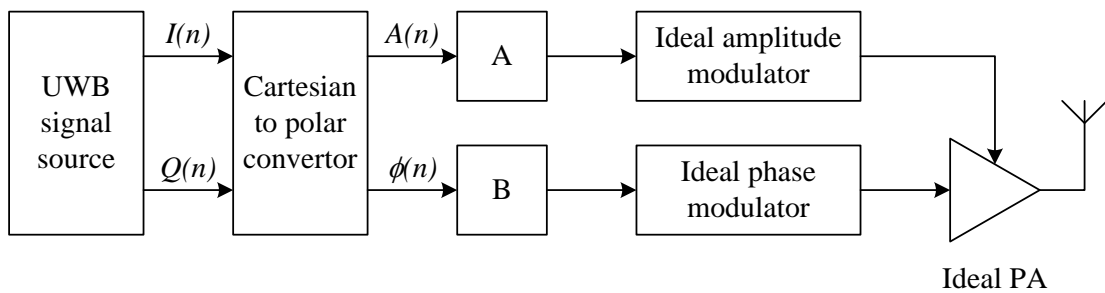 UWB
signal
source
I(n)
Q(n)
Cartesian
to polar
convertor
A(n)
ϕ(n)
A
B
Ideal amplitude
modulator
Ideal phase
modulator
Ideal PA